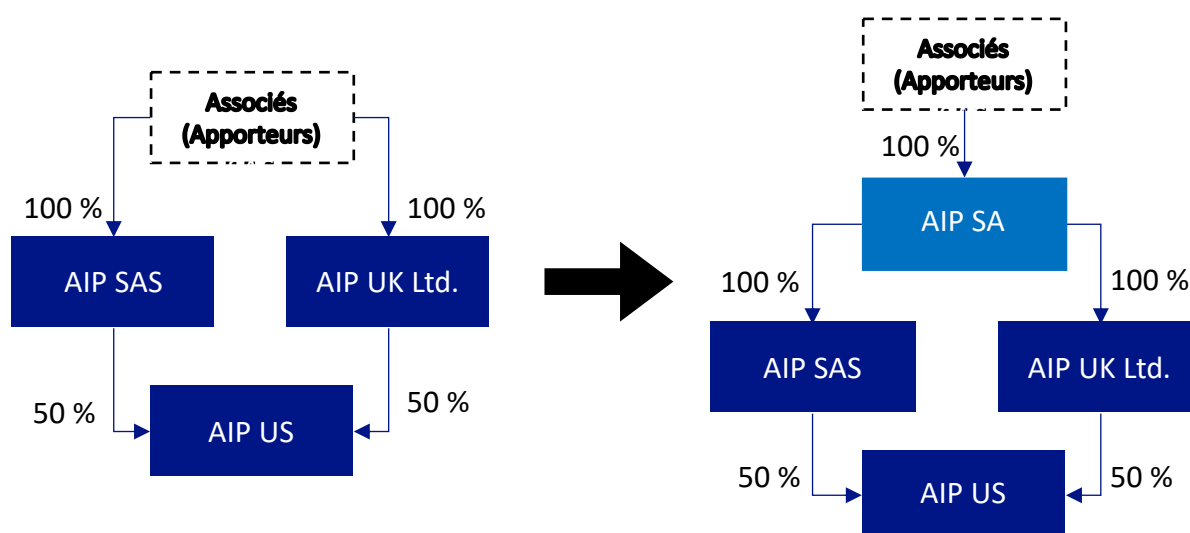 Associés
(Apporteurs)
100 %
100 %
AIP SAS
AIP UK Ltd.
50 %
50 %
AIP US
Associés
(Apporteurs)
100 %
AIP SA
100 %
100 %
AIP SAS
AIP UK Ltd.
50 %
50 %
AIP US